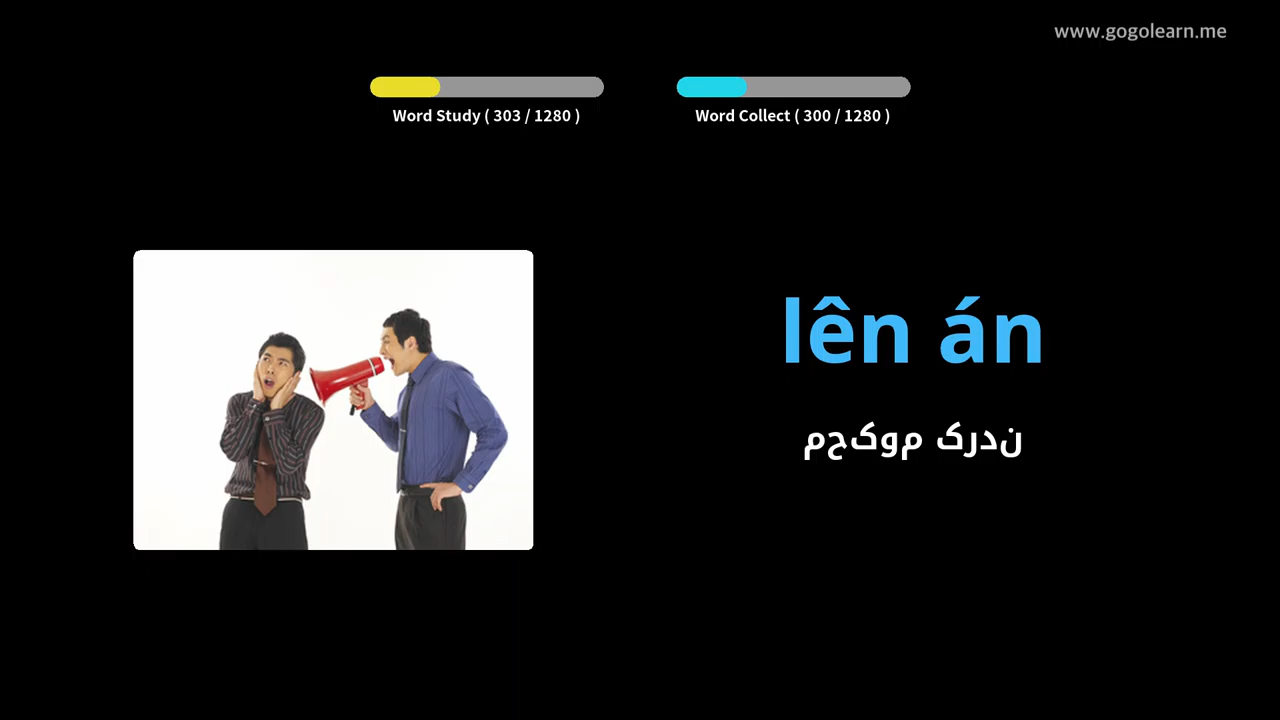 www.gogolearn.me
Word Study ( 303 / 1280 )
Word Collect ( 300 / 1280 )
lên án
محکوم کردن